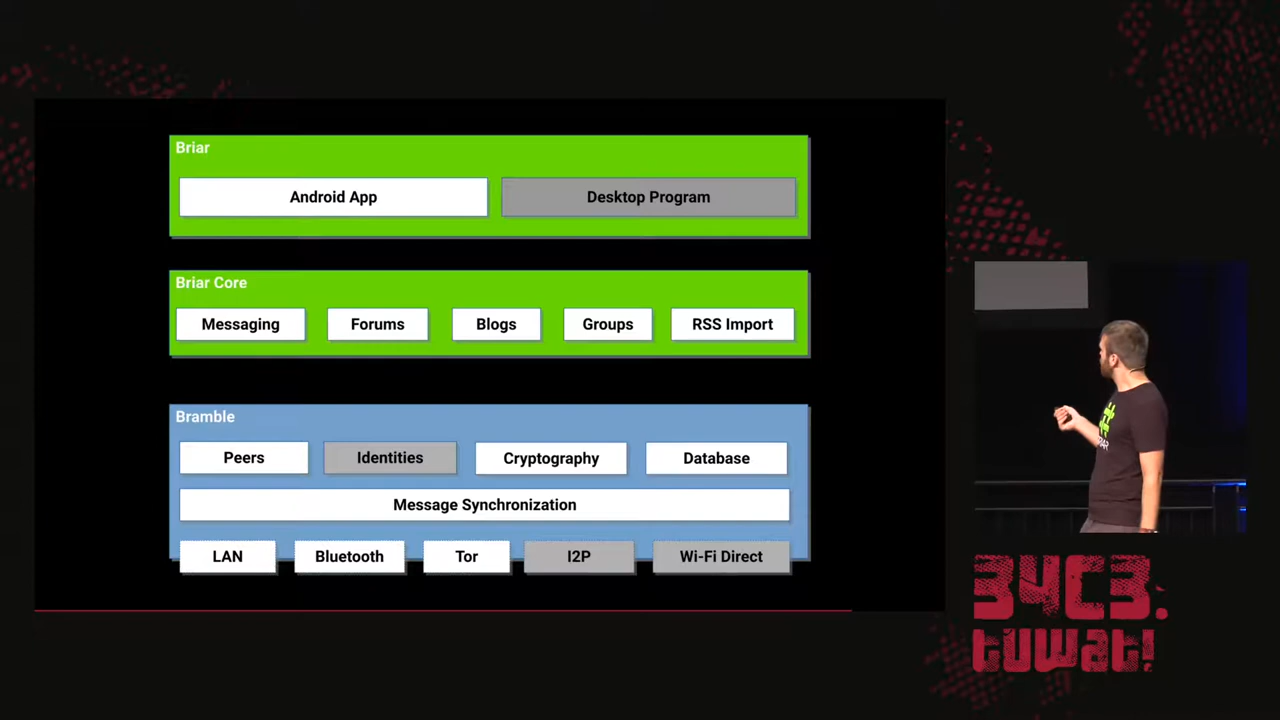 Briar
Android App
Desktop Program
Briar Core
Messaging
Forums
Blogs
Groups
RSS Import
Bramble
Peers
Identities
Cryptography
Database
Message Synchronization
LAN
Bluetooth
Tor
I2P
Wi-Fi Direct
34C3.
tuwat!